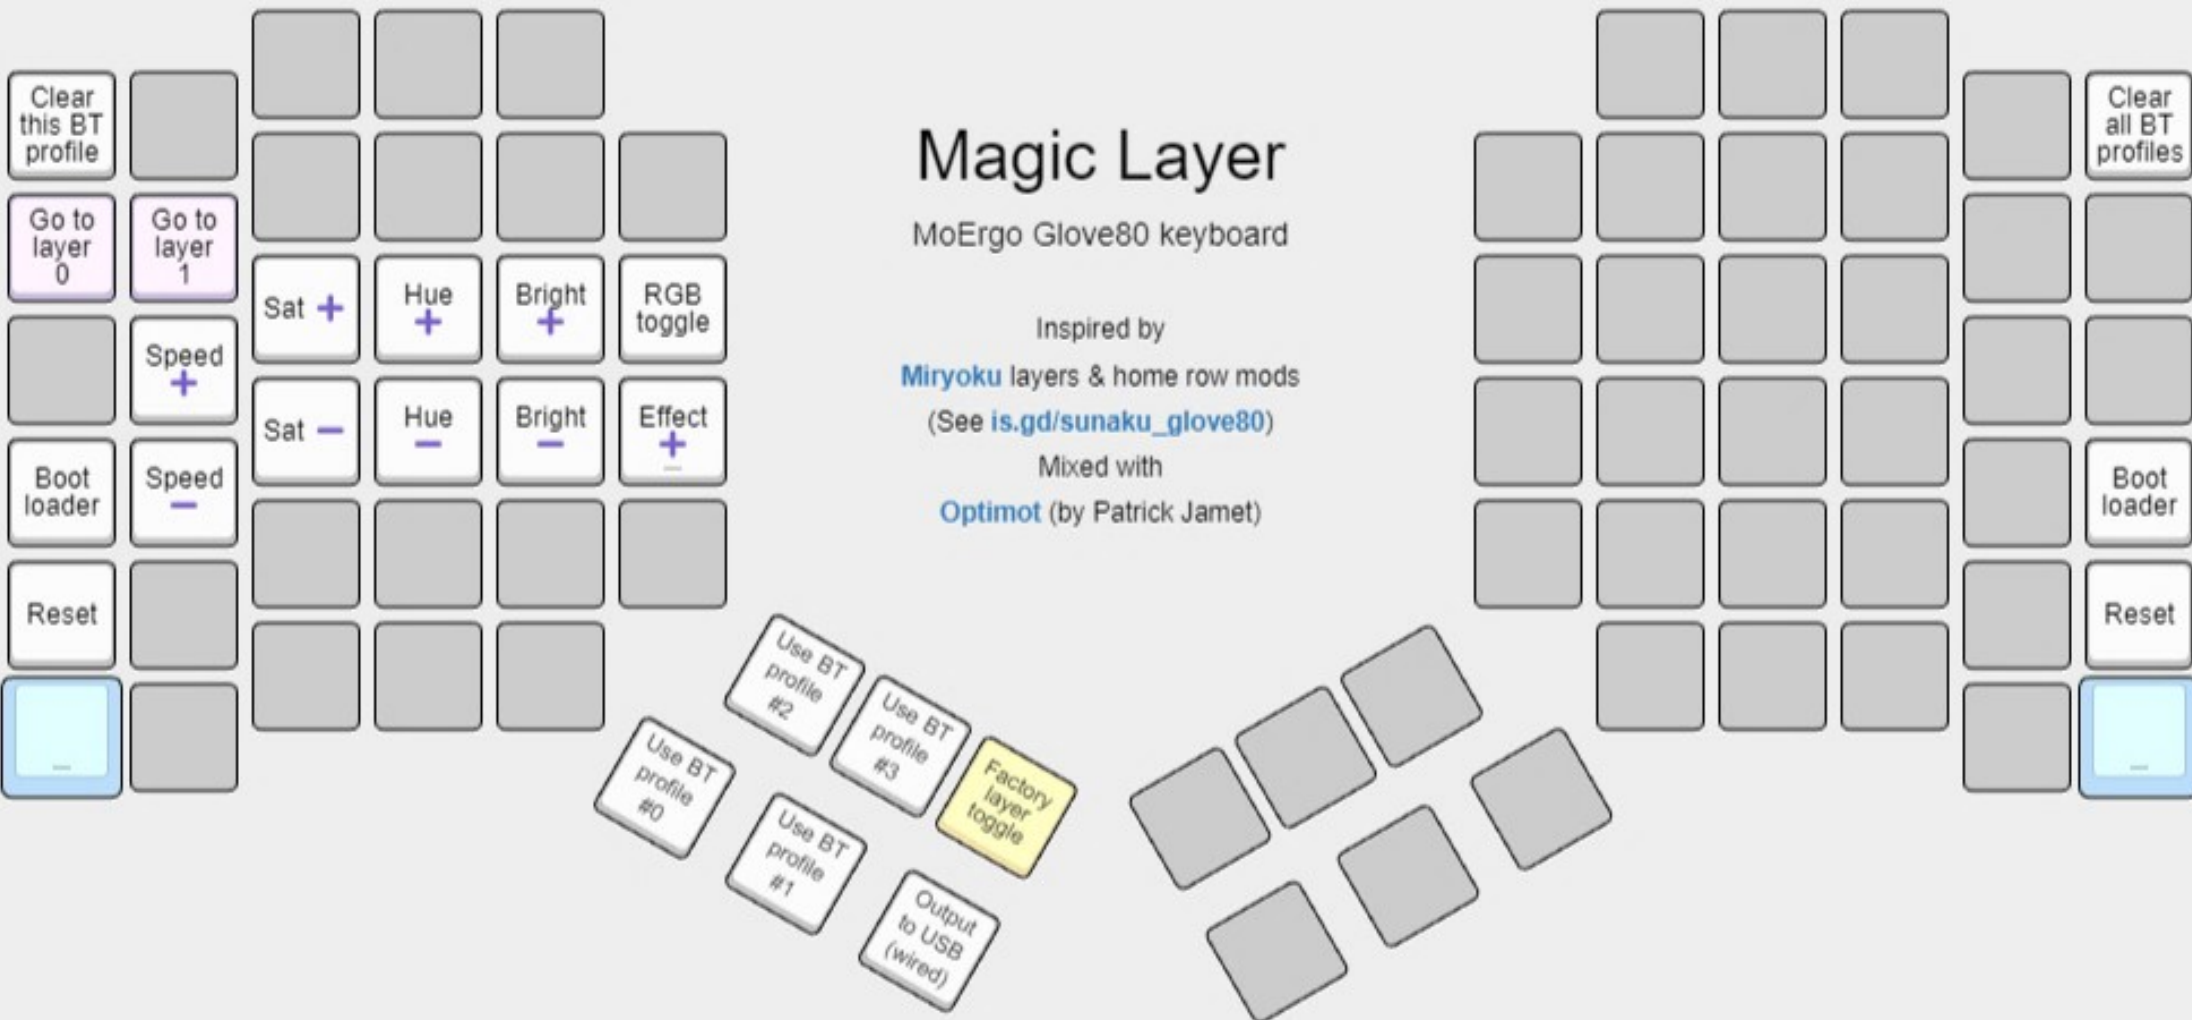 Clear
this BT
profile
Go to
layer
0
Go to
layer
1
Speed
+
Boot
loader
Speed
−
Reset
_
Sat +
Hue
+
Bright
+
RGB
toggle
Sat −
Hue
−
Bright
−
Effect
+
_
Magic Layer
MoErgo Glove80 keyboard
Inspired by
Miryoku layers & home row mods
(See is.gd/sunaku_glove80)
Mixed with
Optimot (by Patrick Jamet)
Use BT
profile
#2
Use BT
profile
#3
Factory
layer
toggle
Use BT
profile
#0
Use BT
profile
#1
Output
to USB
(wired)
Clear
all BT
profiles
Boot
loader
Reset
_